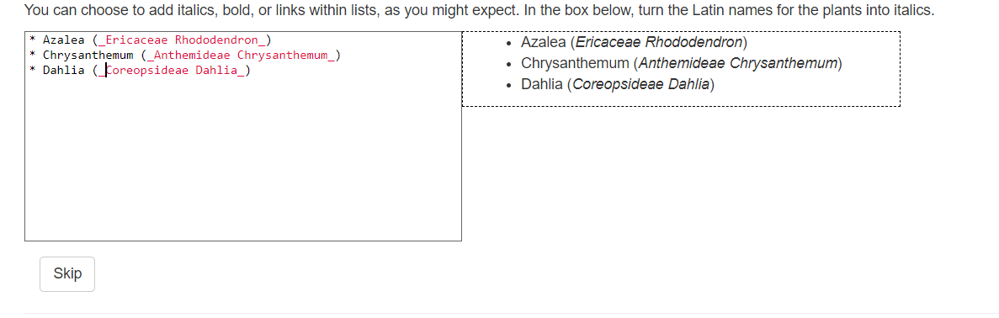 You can choose to add italics, bold, or links within lists, as you might expect. In the box below, turn the Latin names for the plants into italics.
* Azalea (_Ericaceae Rhododendron_)
* Chrysanthemum (_Anthemideae Chrysanthemum_)
* Dahlia (_Coreopsideae Dahlia_)
• Azalea (Ericaceae Rhododendron)
• Chrysanthemum (Anthemideae Chrysanthemum)
• Dahlia (Coreopsideae Dahlia)
Skip